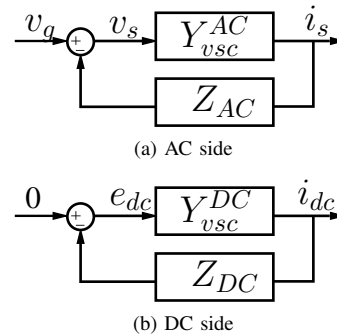 v_g v_s Y_{vsc}^{AC} i_s
+
−
Z_{AC}
(a) AC side
0 e_{dc} Y_{vsc}^{DC} i_{dc}
+
−
Z_{DC}
(b) DC side